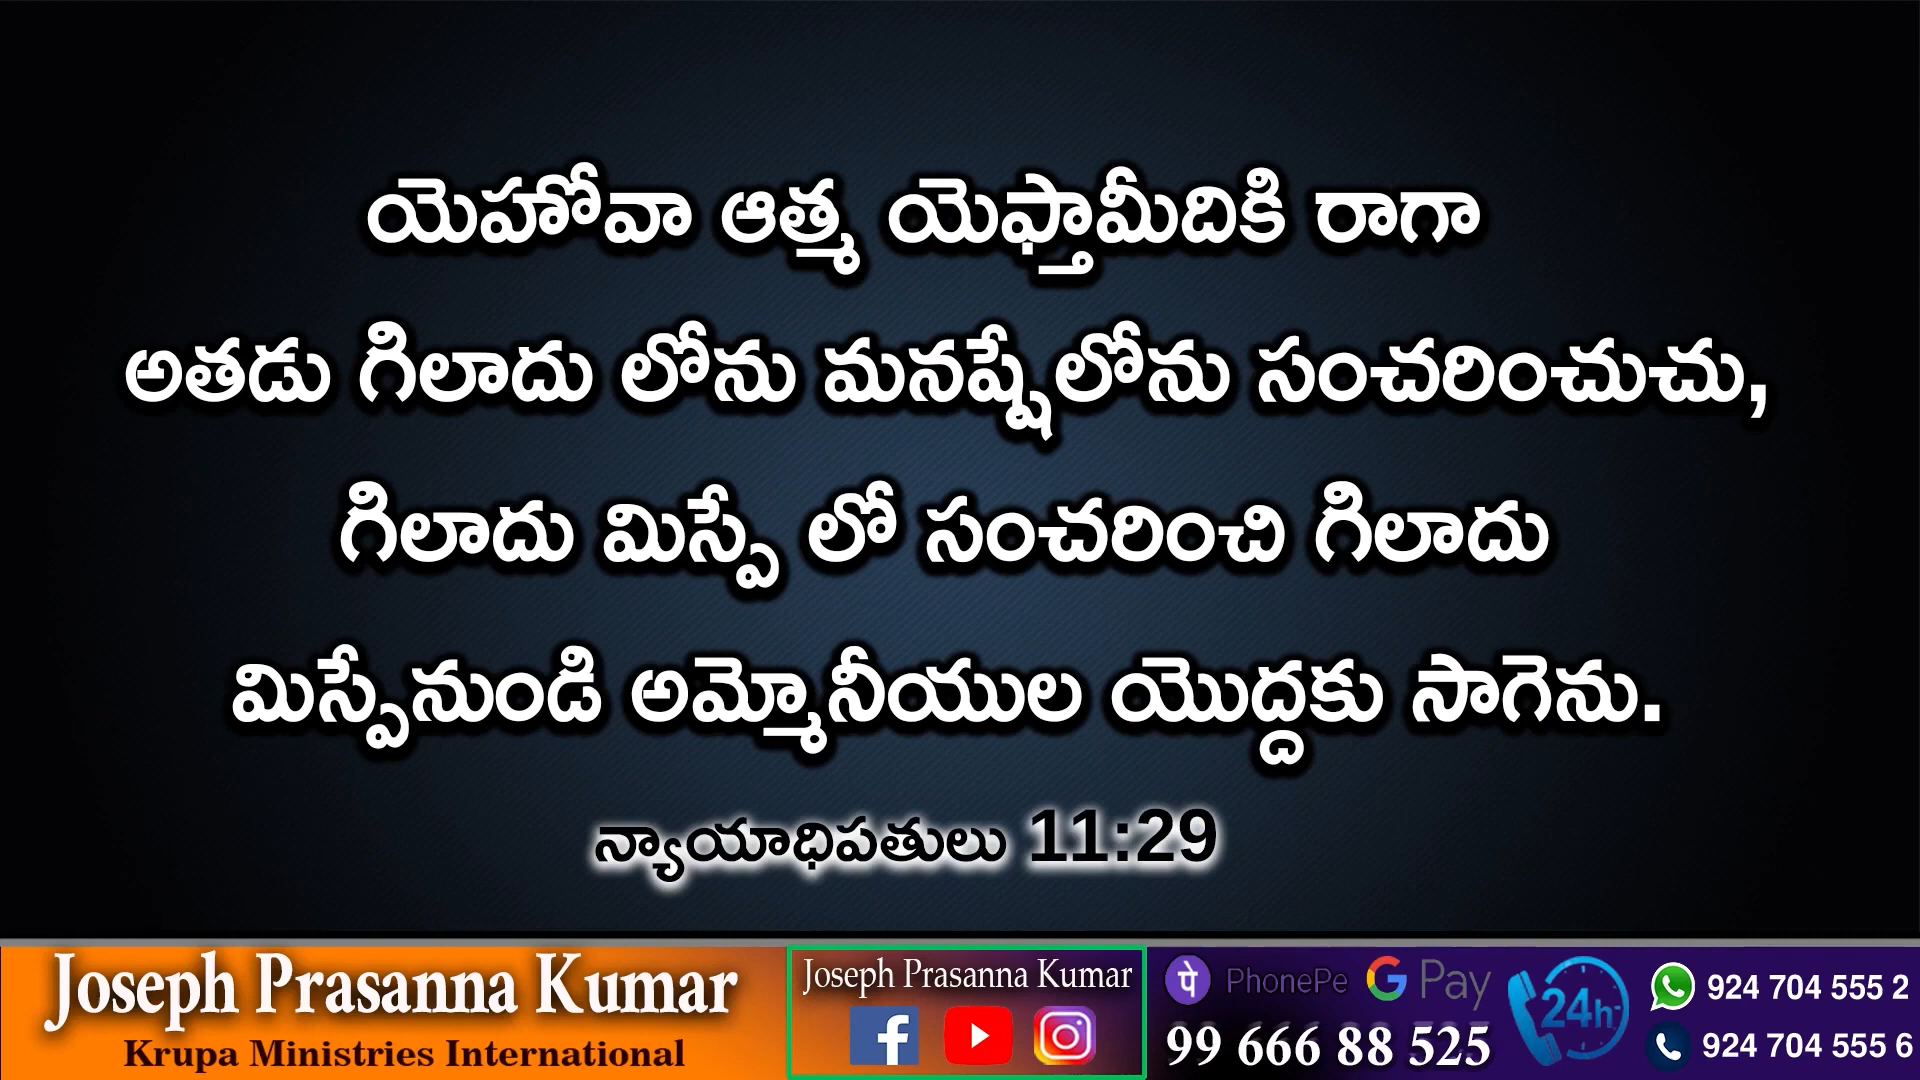 యెహోవా ఆత్మ యెఫ్తామీదికి రాగా
అతడు గిలాదు లోను మనష్షేలోను సంచరించుచు,
గిలాదు మిస్పే లో సంచరించి గిలాదు
మిస్పేనుండి అమ్మోనీయుల యొద్దకు సాగెను.
న్యాయాధిపతులు 11:29
Joseph Prasanna Kumar
Krupa Ministries International
Joseph Prasanna Kumar
पे PhonePe G Pay
99 666 88 525
24h
924 704 555 2
924 704 555 6